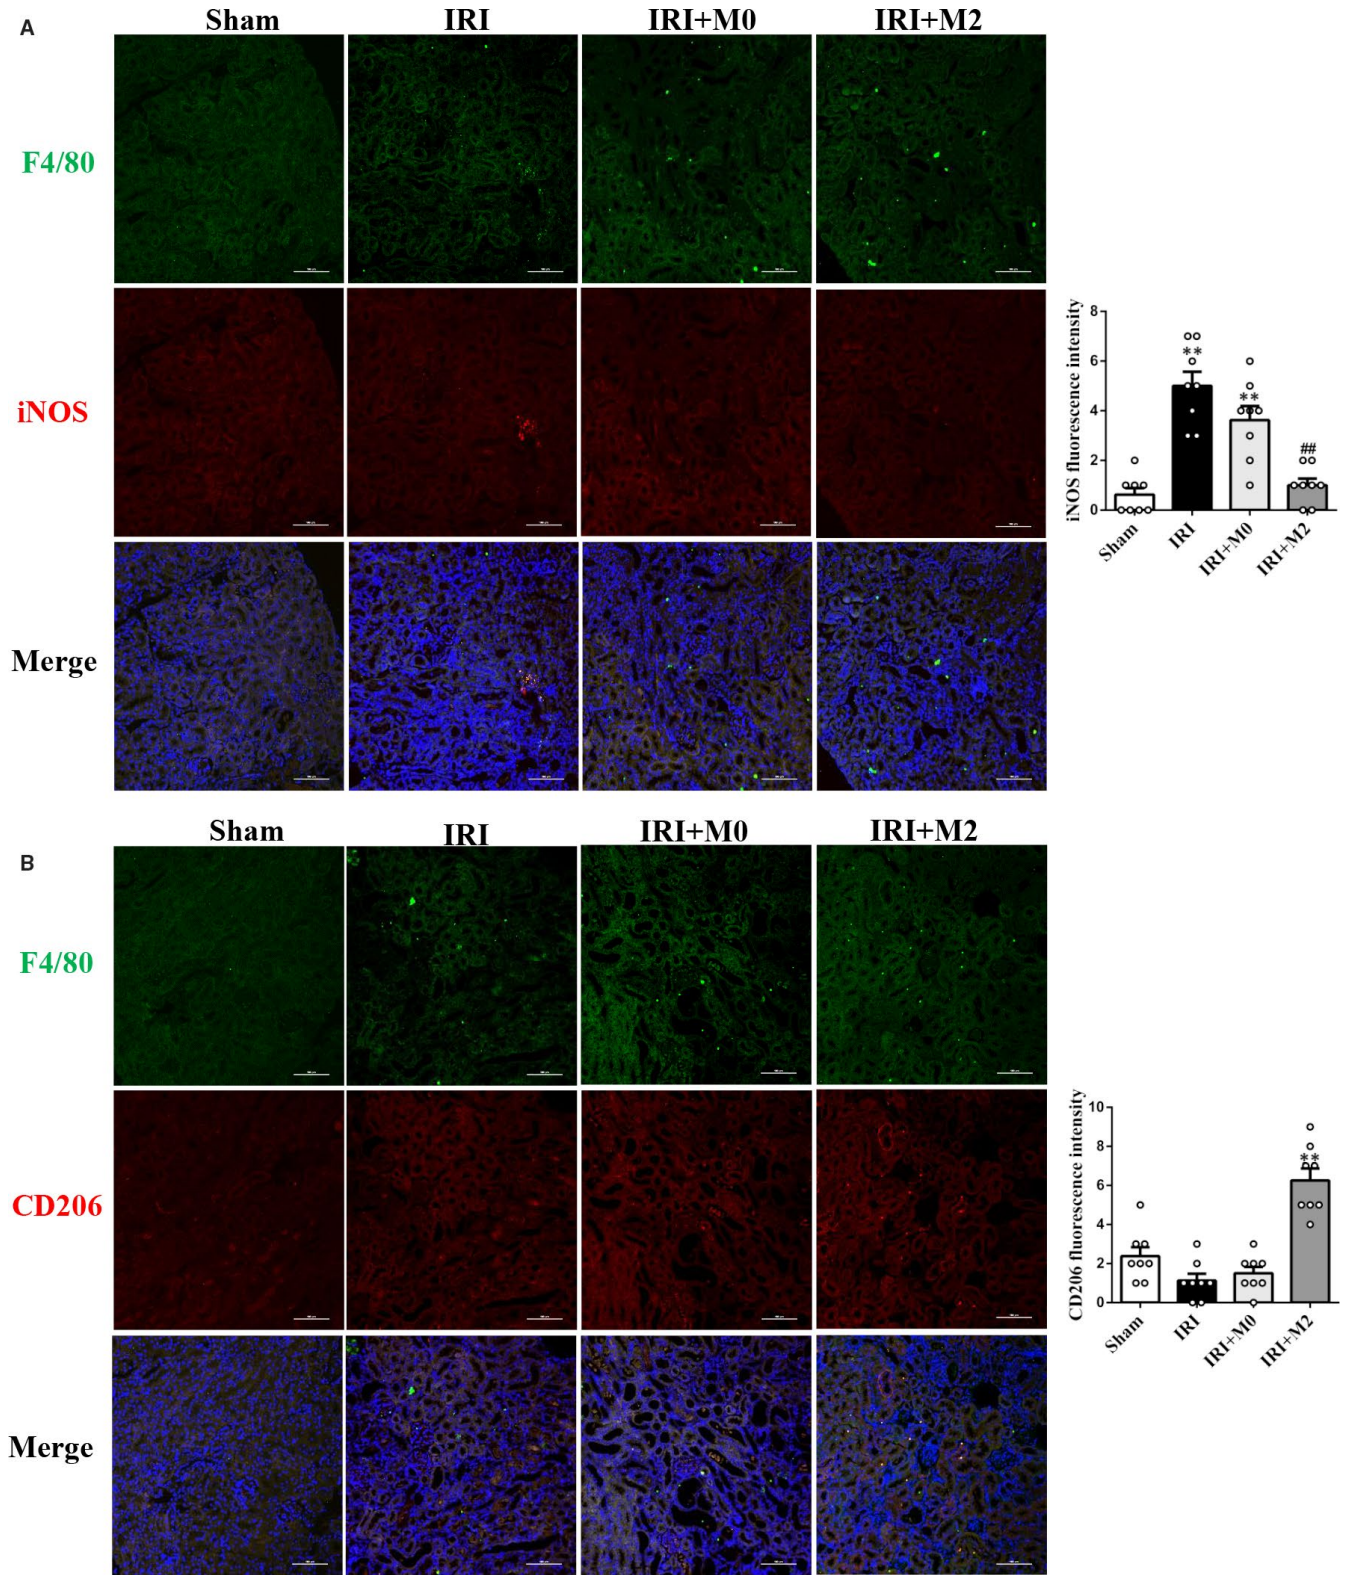 A
Sham IRI IRI+M0 IRI+M2
F4/80
iNOS
Merge
iNOS fluorescence intensity
8
6
4
2
0
**
**
##
Sham IRI IRI+M0 IRI+M2
B
Sham IRI IRI+M0 IRI+M2
F4/80
CD206
Merge
CD206 fluorescence intensity
10
8
6
4
2
0
**
Sham IRI IRI+M0 IRI+M2